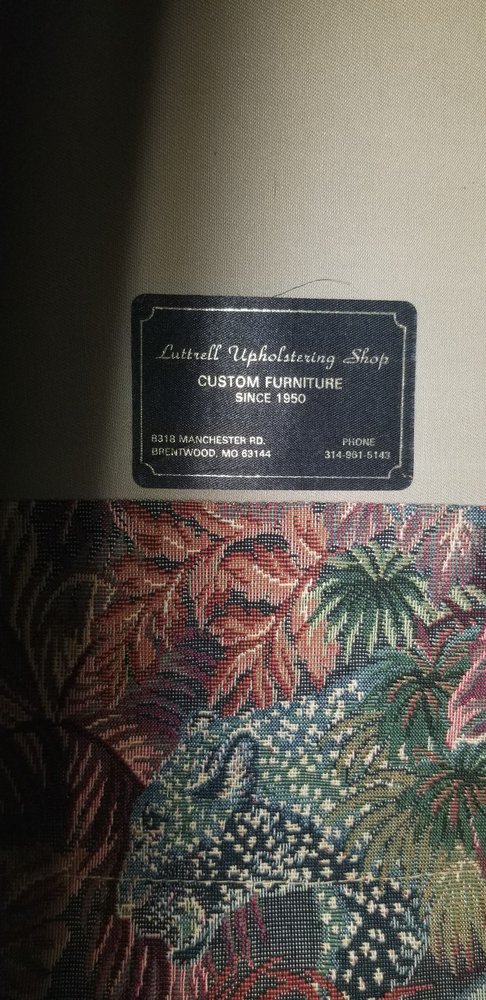 Luttrell Upholstering Shop
CUSTOM FURNITURE
SINCE 1950
8318 MANCHESTER RD.
BRENTWOOD, MO 63144
PHONE
314-961-5143